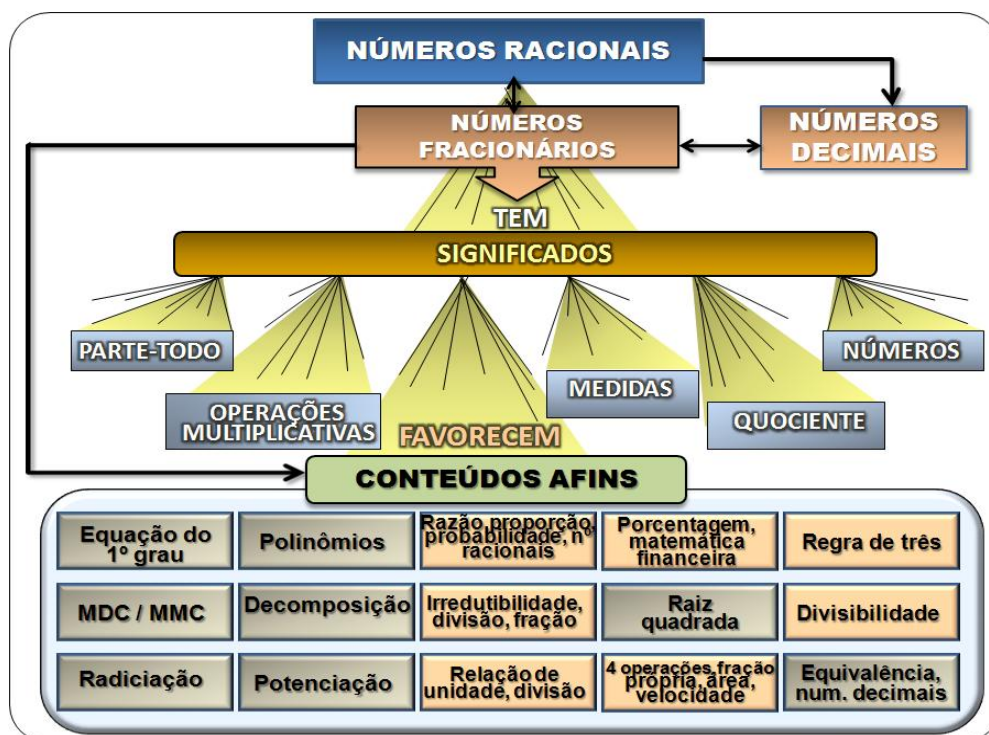 NÚMEROS RACIONAIS
NÚMEROS
FRACIONÁRIOS
NÚMEROS
DECIMAIS
TEM
SIGNIFICADOS
PARTE-TODO
NÚMEROS
MEDIDAS
OPERAÇÕES
MULTIPLICATIVAS
QUOCIENTE
FAVORECEM
CONTEÚDOS AFINS
Equação do
1º grau
Polinômios
Razão, proporção,
probabilidade, nº
racionais
Porcentagem,
matemática
financeira
Regra de três
MDC / MMC
Decomposição
Irredutibilidade,
divisão, fração
Raiz
quadrada
Divisibilidade
Radiciação
Potenciação
Relação de
unidade, divisão
4 operações, fração
própria, área,
velocidade
Equivalência,
num. decimais